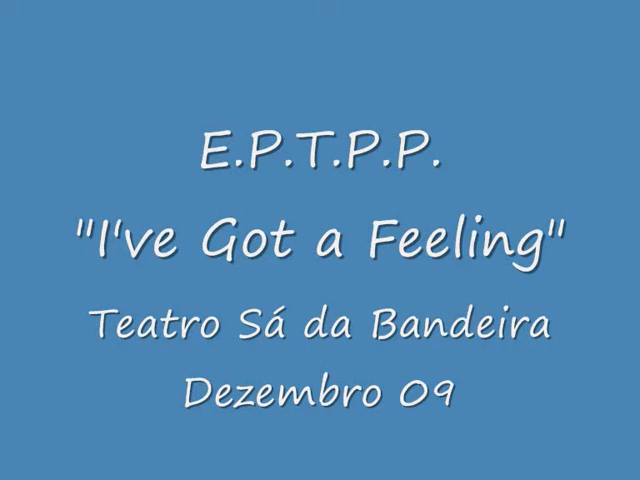 E.P.T.P.P.
"I've Got a Feeling"
Teatro Sá da Bandeira
Dezembro 09